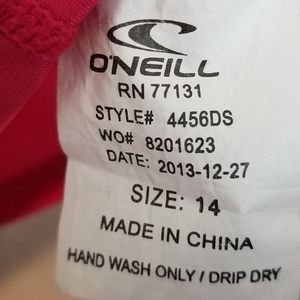 O'NEILL
RN 77131
STYLE# 4456DS
WO# 8201623
DATE: 2013-12-27
SIZE: 14
MADE IN CHINA
HAND WASH ONLY / DRIP DRY